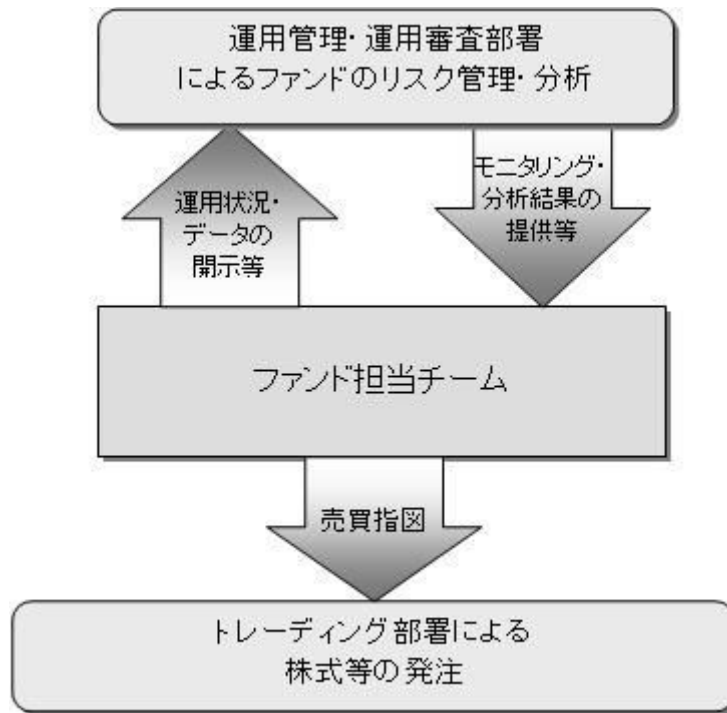 運用管理・運用審査部署
によるファンドのリスク管理・分析
運用状況・
データの
開示等
モニタリング・
分析結果の
提供等
ファンド担当チーム
売買指図
トレーディング部署による
株式等の発注